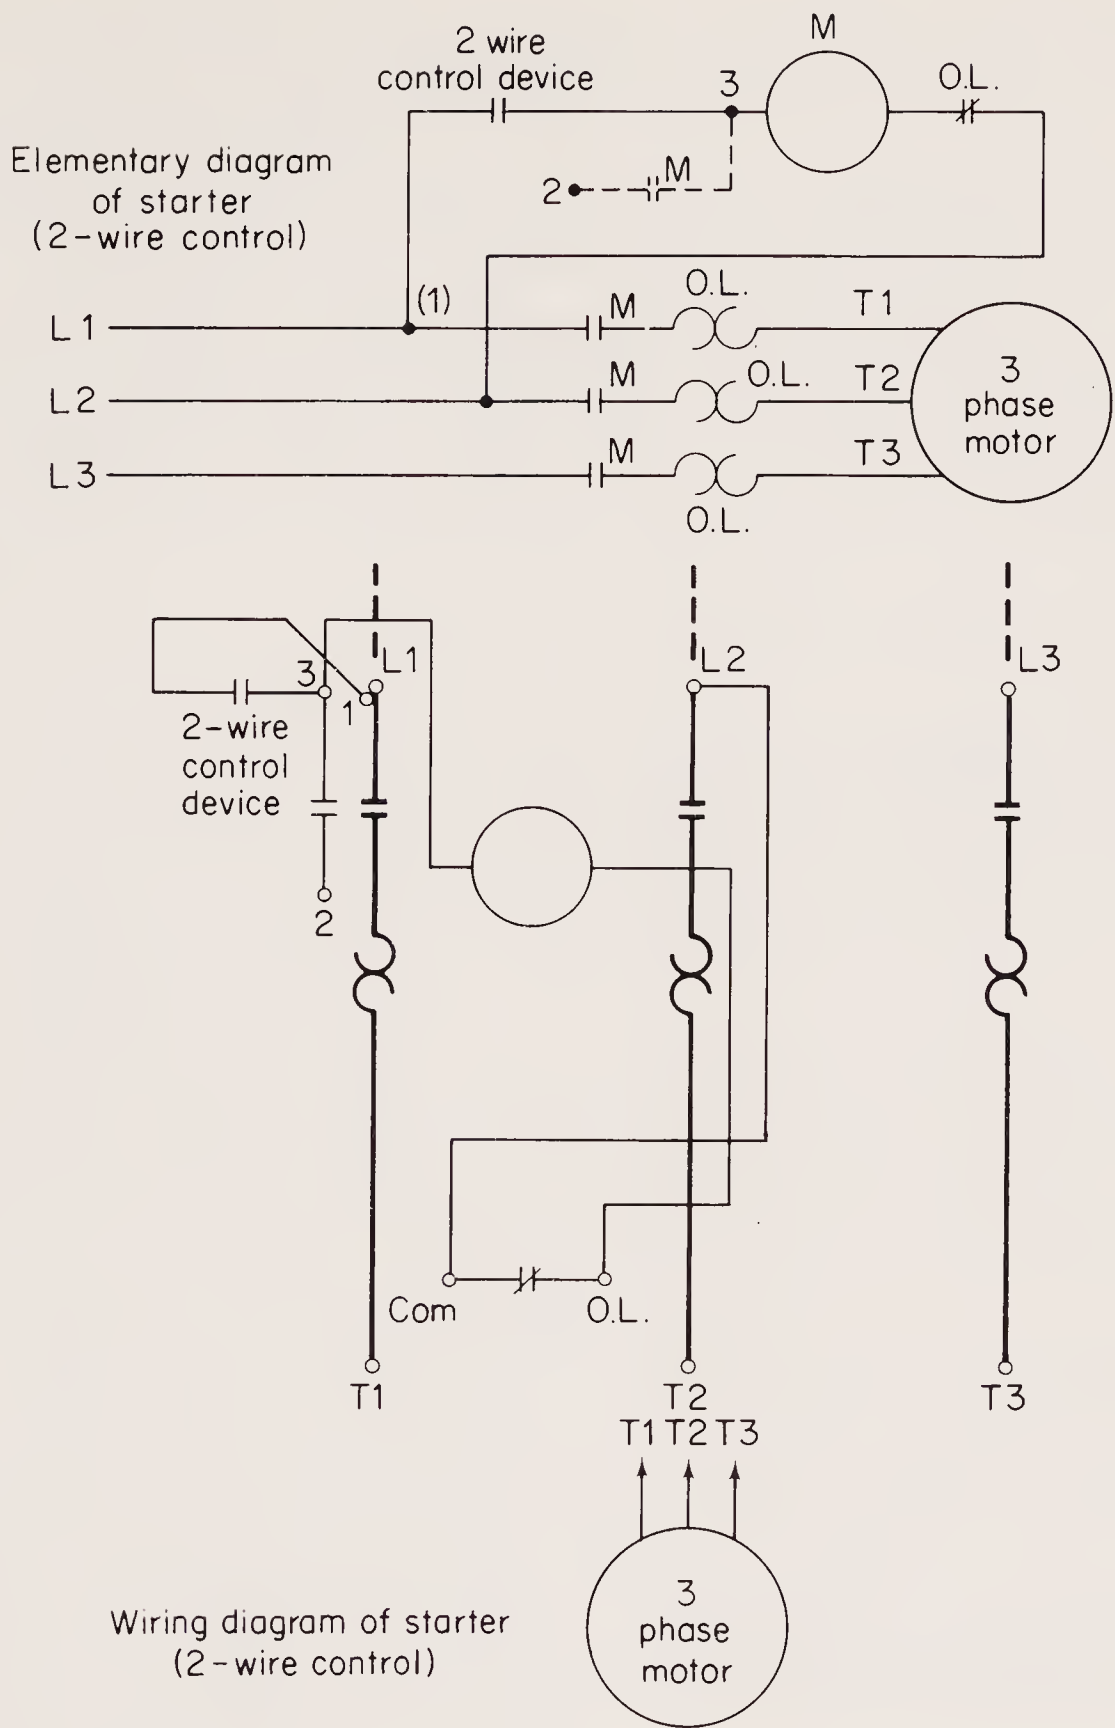 M
2 wire
control device
O.L.
3
Elementary diagram
of starter
(2-wire control)
M
2
(1)
O.L.
L1
M
T1
L2
M
O.L.
T2
3
phase
motor
L3
M
T3
O.L.
L1
L2
L3
3
1
2-wire
control
device
2
Com
O.L.
T1
T2
T3
T1 T2 T3
3
phase
motor
Wiring diagram of starter
(2-wire control)